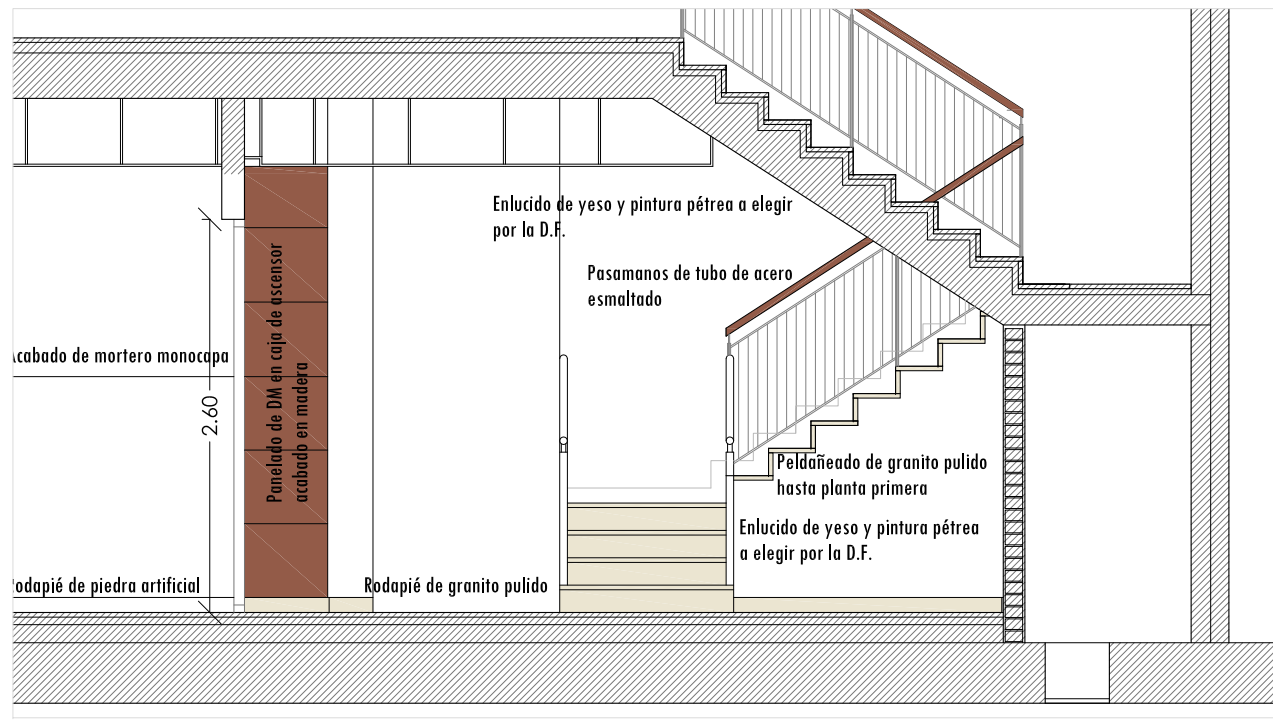 Enlucido de yeso y pintura pétrea a elegir
por la D.F.
Pasamanos de tubo de acero
esmaltado
Acabado de mortero monocapa
2.60
Panelado de DM en caja de ascensor
acabado en madera
Peldañeado de granito pulido
hasta planta primera
Enlucido de yeso y pintura pétrea
a elegir por la D.F.
Rodapié de piedra artificial
Rodapié de granito pulido